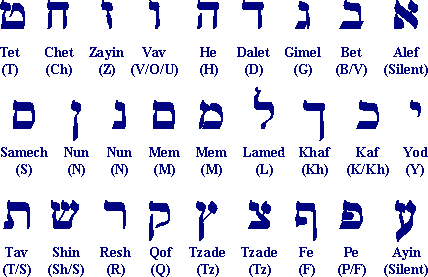 א ב ג ד ה ו ז ח ט
Tet Chet Zayin Vav He Dalet Gimel Bet Alef
(T) (Ch) (Z) (V/O/U) (H) (D) (G) (B/V) (Silent)
י כ ך ל מ ם נ ן ס
Samech Nun Nun Mem Mem Lamed Khaf Kaf Yod
(S) (N) (N) (M) (M) (L) (Kh) (K/Kh) (Y)
ע פ ף צ ץ ק ר ש ת
Tav Shin Resh Qof Tzade Tzade Fe Pe Ayin
(T/S) (Sh/S) (R) (Q) (Tz) (Tz) (F) (P/F) (Silent)